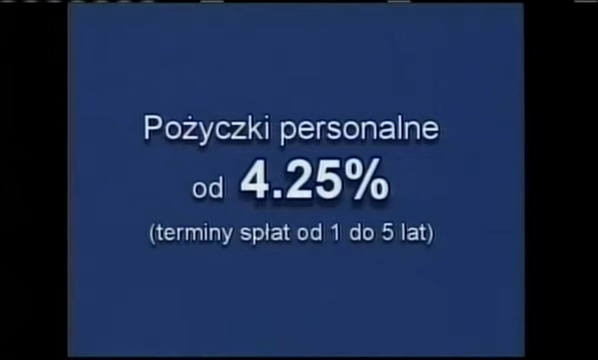 Pożyczki personalne
od 4.25%
(terminy spłat od 1 do 5 lat)